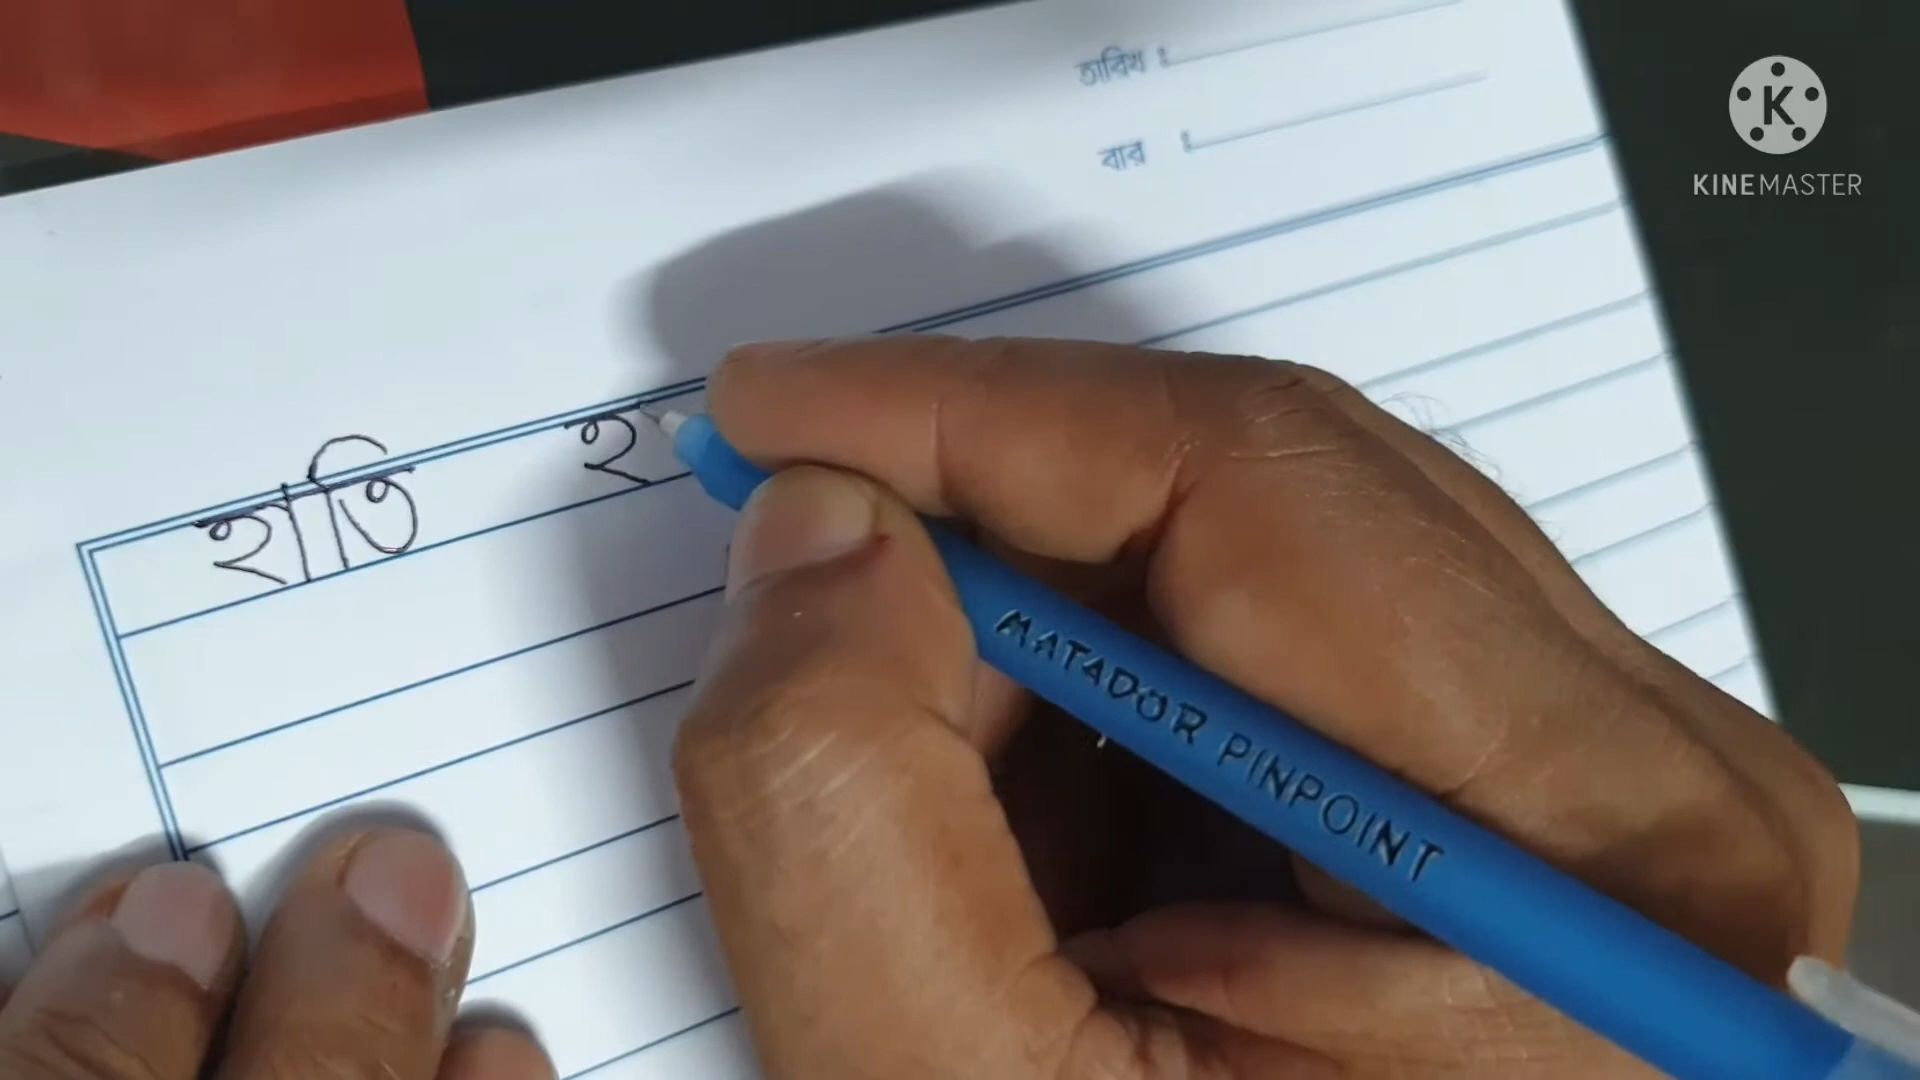 তারিখ :
বার :
হাতি হ
MATADOR PINPOINT
K
KINEMASTER